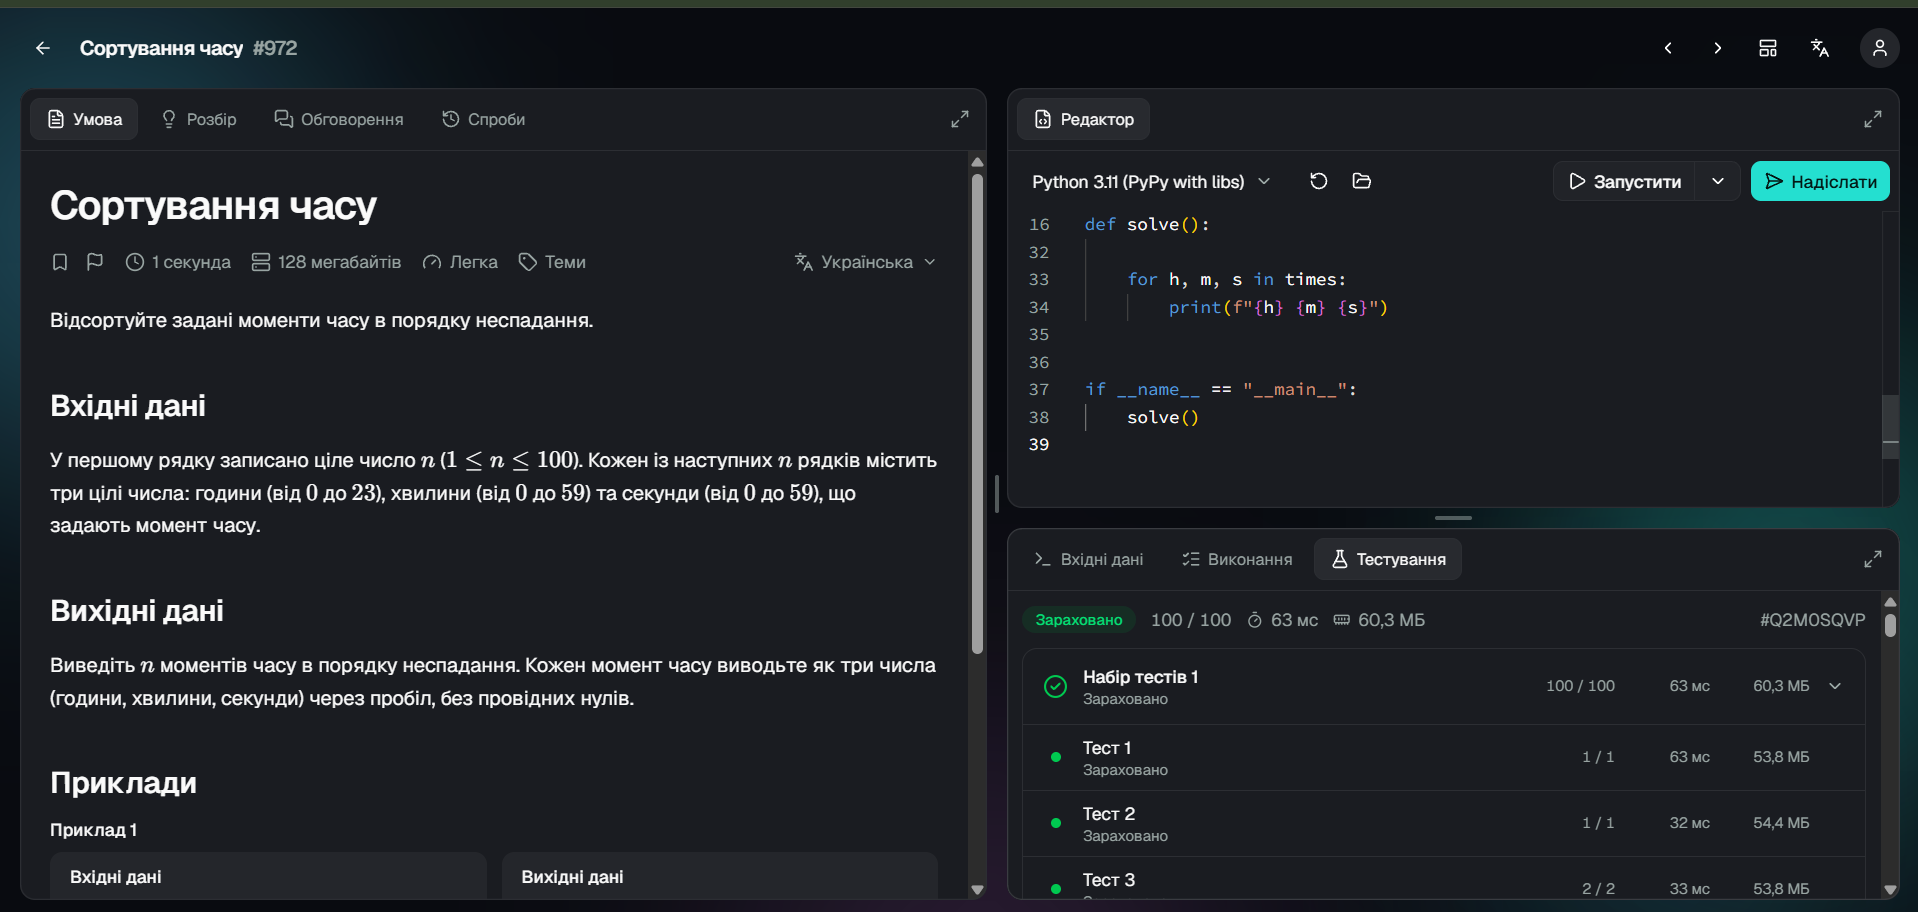 Сортування часу #972
Умова
Розбір
Обговорення
Спроби
Сортування часу
1 секунда
128 мегабайтів
Легка
Теми
Українська
Відсортуйте задані моменти часу в порядку неспадання.
Вхідні дані
У першому рядку записано ціле число n (1 ≤ n ≤ 100). Кожен із наступних n рядків містить
три цілі числа: години (від 0 до 23), хвилини (від 0 до 59) та секунди (від 0 до 59), що
задають момент часу.
Вихідні дані
Виведіть n моментів часу в порядку неспадання. Кожен момент часу виводьте як три числа
(години, хвилини, секунди) через пробіл, без провідних нулів.
Приклади
Приклад 1
Вхідні дані
Вихідні дані
Редактор
Python 3.11 (PyPy with libs)
Запустити
Надіслати
16 def solve():
32
33 for h, m, s in times:
34 print(f"{h} {m} {s}")
35
36
37 if __name__ == "__main__":
38 solve()
39
Вхідні дані
Виконання
Тестування
Зараховано 100 / 100 63 мс 60,3 МБ #Q2M0SQVP
Набір тестів 1
Зараховано
100 / 100 63 мс 60,3 МБ
Тест 1
Зараховано
1 / 1 63 мс 53,8 МБ
Тест 2
Зараховано
1 / 1 32 мс 54,4 МБ
Тест 3
2 / 2 33 мс 53,8 МБ